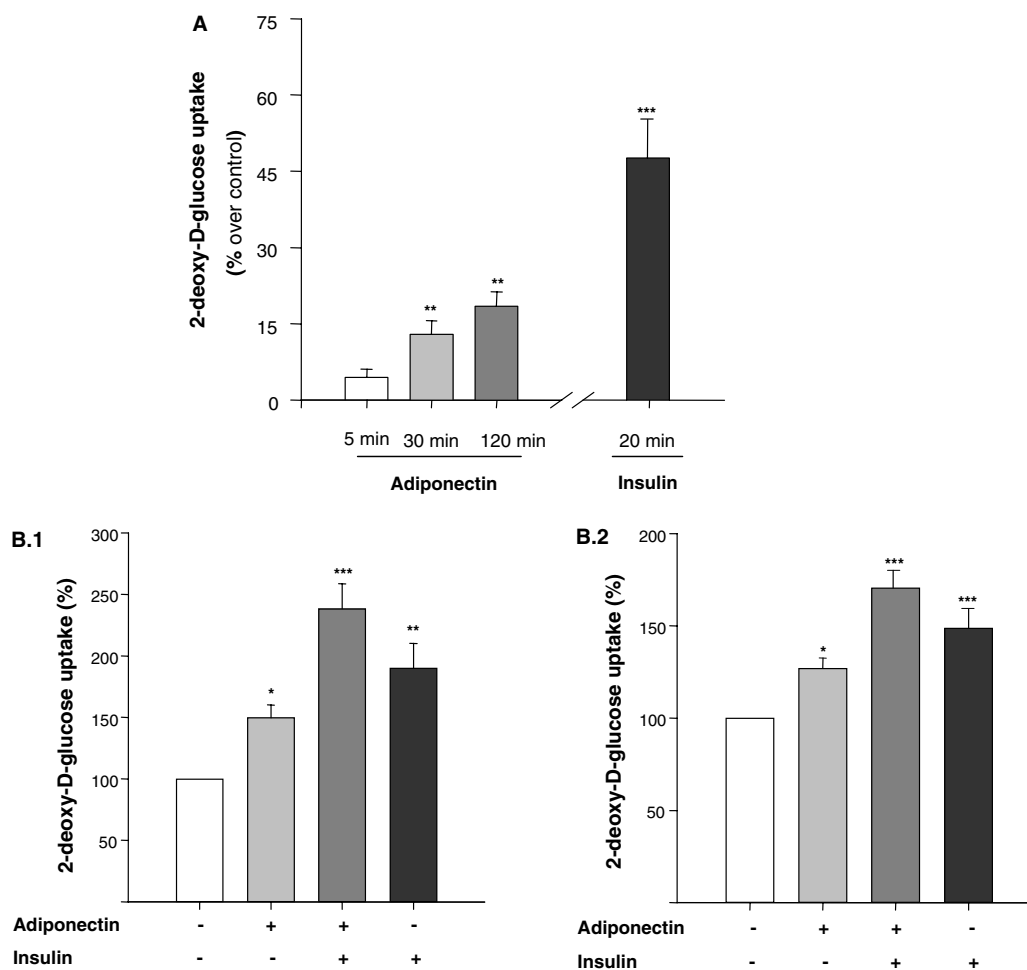 A
2-deoxy-D-glucose uptake
(% over control)
75
60
45
30
15
0
***
**
**
5 min 30 min 120 min 20 min
Adiponectin Insulin
B.1
2-deoxy-D-glucose uptake (%)
300
250
200
150
100
50
*
***
**
Adiponectin - + + -
Insulin - - + +
B.2
2-deoxy-D-glucose uptake (%)
200
150
100
50
*
***
***
Adiponectin - + + -
Insulin - - + +